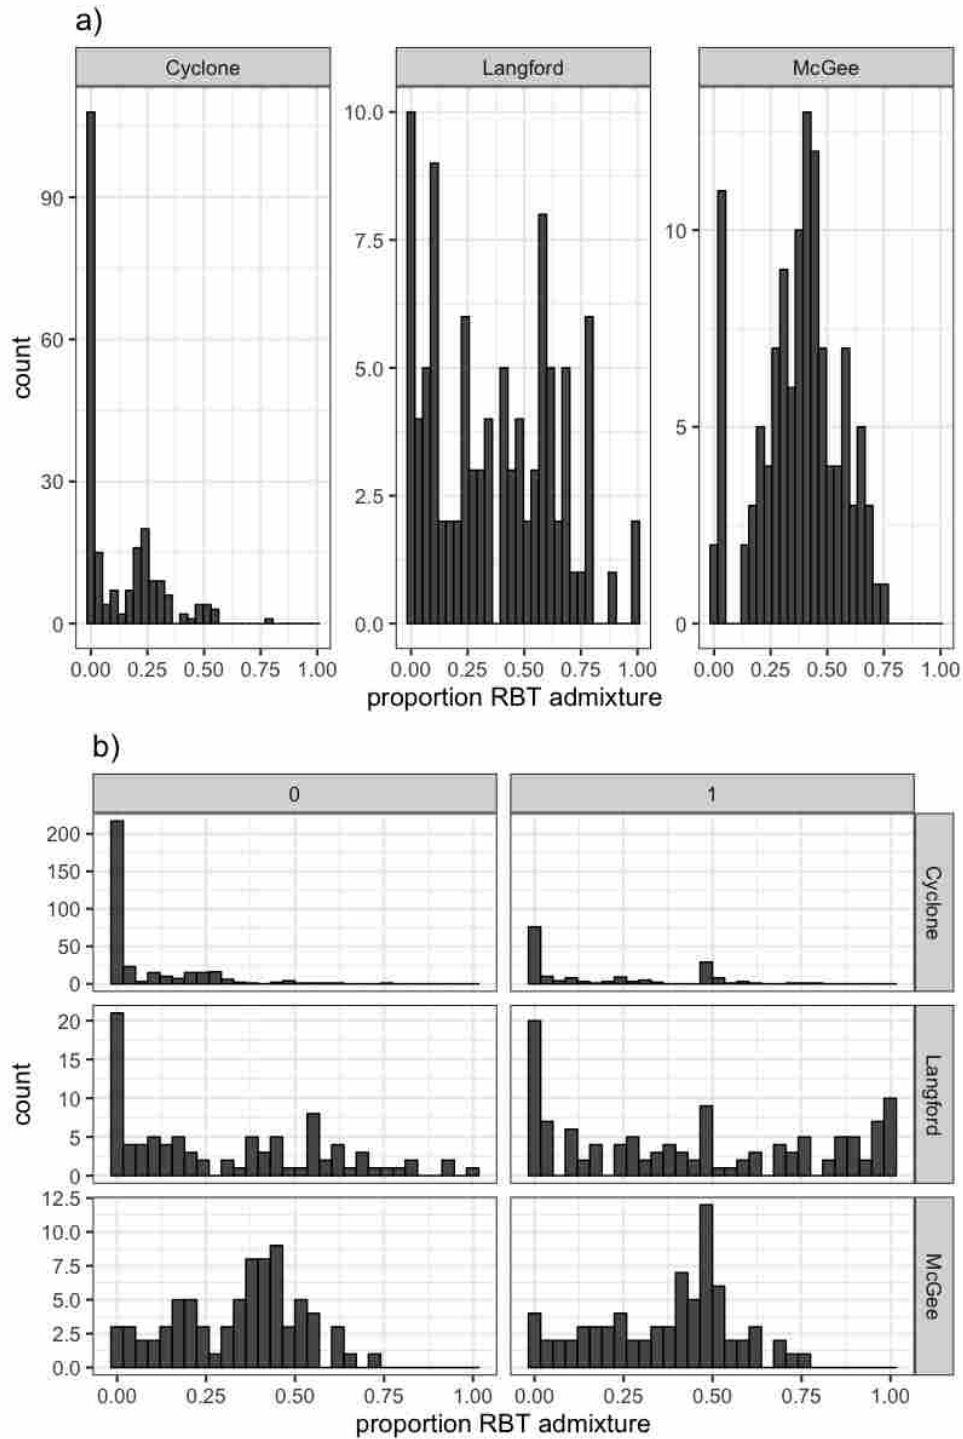 a)
Cyclone Langford McGee
count
90
60
30
0
10.0
7.5
5.0
2.5
0.0
10
5
0
0.00 0.25 0.50 0.75 1.00 0.00 0.25 0.50 0.75 1.00 0.00 0.25 0.50 0.75 1.00
proportion RBT admixture
b)
0 1
count
200
150
100
50
0
Cyclone
20
15
10
5
0
Langford
12.5
10.0
7.5
5.0
2.5
0.0
McGee
0.00 0.25 0.50 0.75 1.00 0.00 0.25 0.50 0.75 1.00
proportion RBT admixture